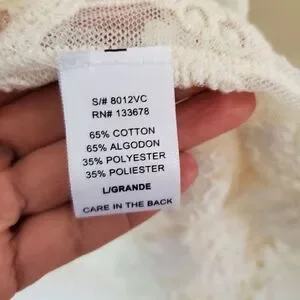 S/# 8012VC
RN# 133678
65% COTTON
65% ALGODON
35% POLYESTER
35% POLIESTER
L/GRANDE
CARE IN THE BACK